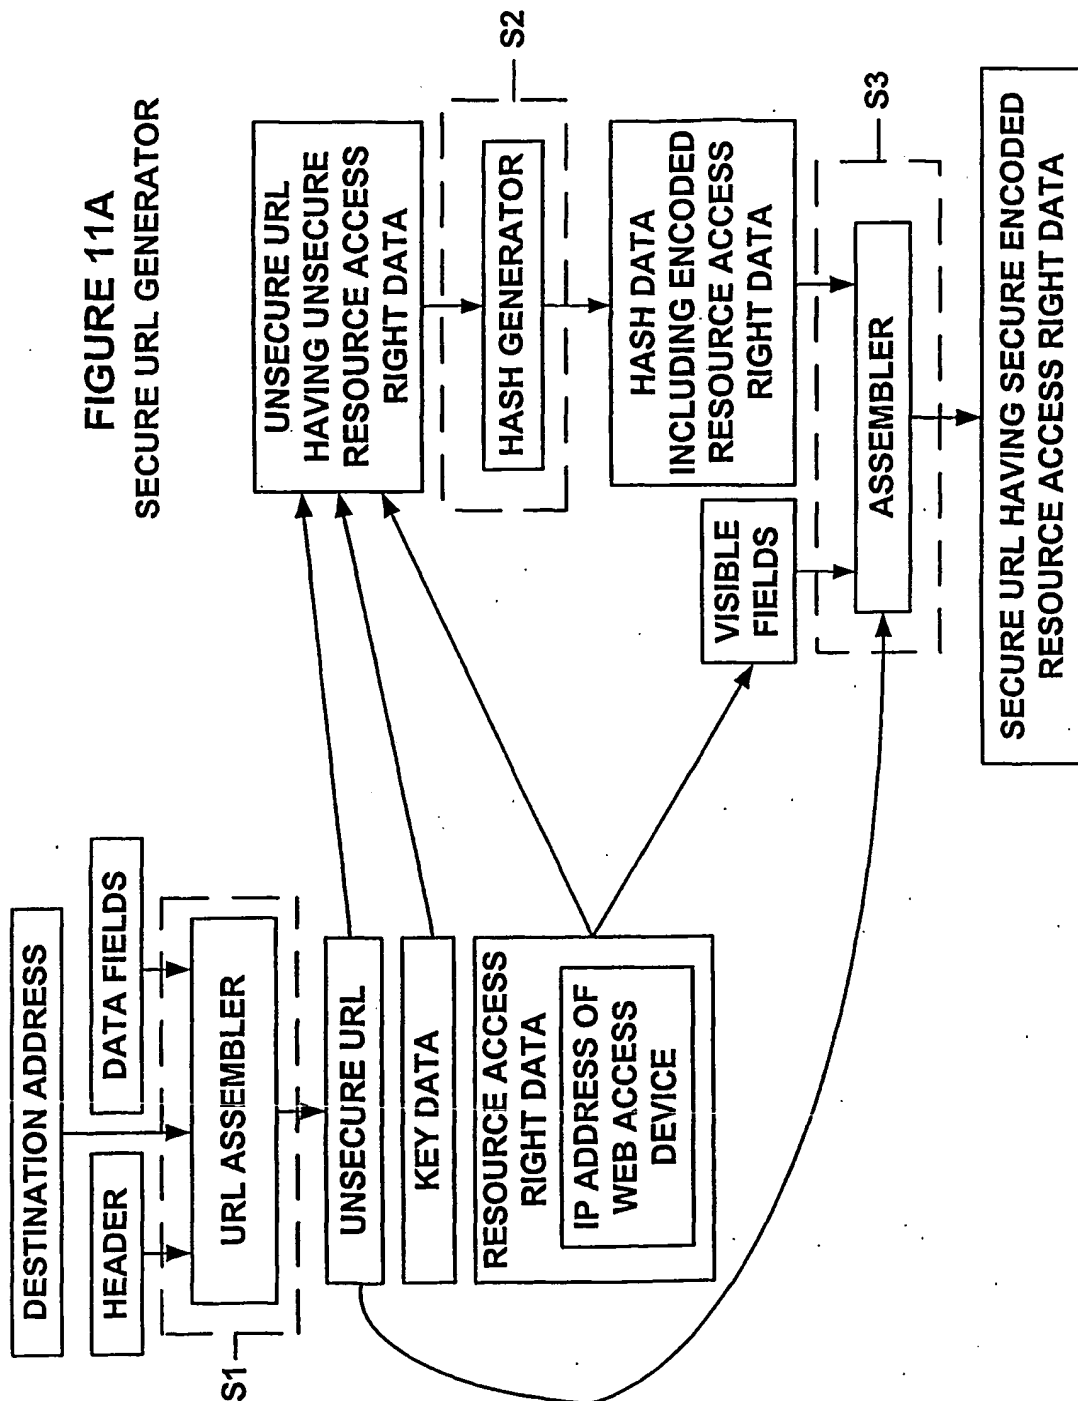 FIGURE 11A
SECURE URL GENERATOR
DESTINATION ADDRESS
HEADER
DATA FIELDS
S1
URL ASSEMBLER
UNSECURE URL
KEY DATA
RESOURCE ACCESS
RIGHT DATA
IP ADDRESS OF
WEB ACCESS
DEVICE
UNSECURE URL
HAVING UNSECURE
RESOURCE ACCESS
RIGHT DATA
S2
HASH GENERATOR
HASH DATA
INCLUDING ENCODED
RESOURCE ACCESS
RIGHT DATA
VISIBLE
FIELDS
S3
ASSEMBLER
SECURE URL HAVING SECURE ENCODED
RESOURCE ACCESS RIGHT DATA